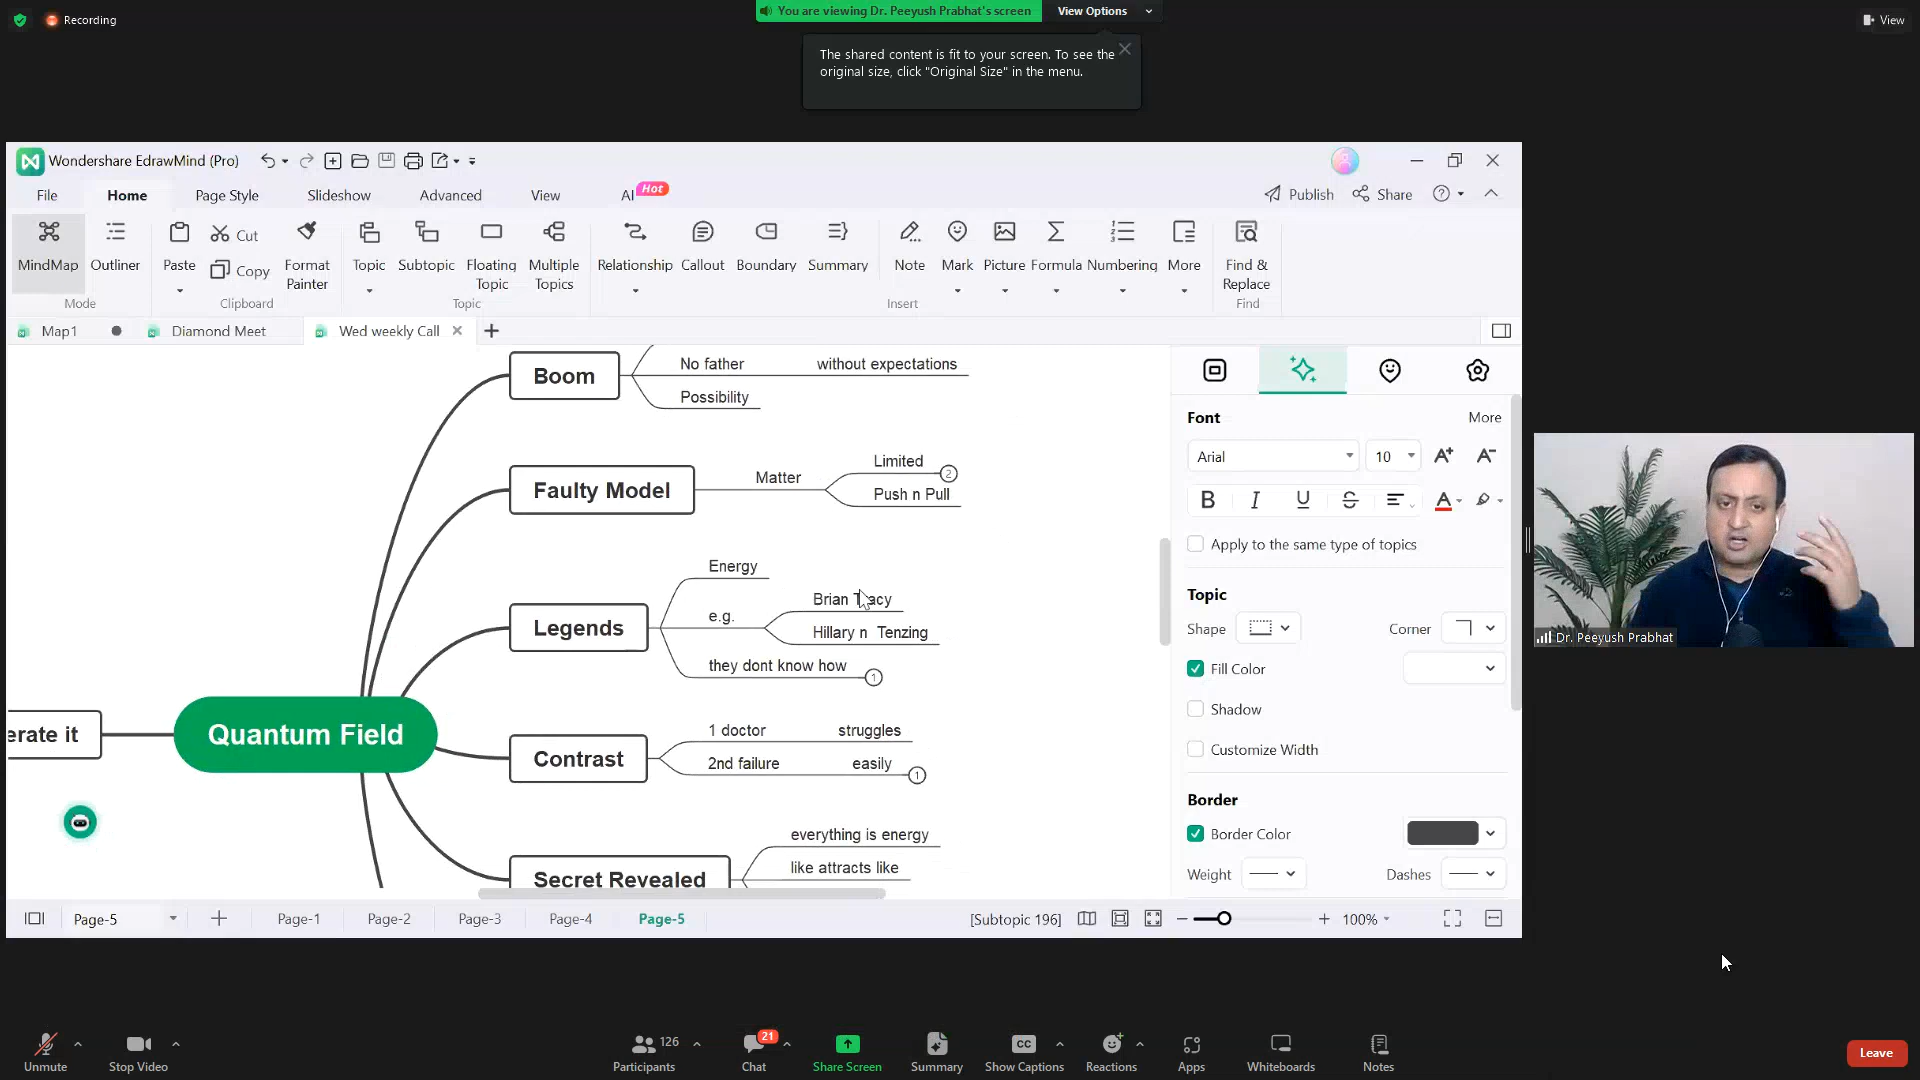 Recording
You are viewing Dr. Peeyush Prabhat's screen
View Options
View
The shared content is fit to your screen. To see the
original size, click "Original Size" in the menu.
Wondershare EdrawMind (Pro)
File
Home
Page Style
Slideshow
Advanced
View
AI
Hot
Publish
Share
MindMap
Outliner
Mode
Paste
Cut
Copy
Format
Painter
Clipboard
Topic
Subtopic
Floating
Topic
Multiple
Topics
Topic
Relationship
Callout
Boundary
Summary
Note
Mark
Picture
Formula
Numbering
More
Insert
Find &
Replace
Find
Map1
Diamond Meet
Wed weekly Call
Boom
No father
without expectations
Possibility
Faulty Model
Matter
Limited
2
Push n Pull
Legends
Energy
e.g.
Brian Tracy
Hillary n Tenzing
they dont know how
1
erate it
Quantum Field
Contrast
1 doctor
struggles
2nd failure
easily
1
Secret Revealed
everything is energy
like attracts like
Font
More
Arial
10
Apply to the same type of topics
Topic
Shape
Corner
Fill Color
Shadow
Customize Width
Border
Border Color
Weight
Dashes
Dr. Peeyush Prabhat
Page-5
Page-1
Page-2
Page-3
Page-4
Page-5
[Subtopic 196]
100%
Unmute
Stop Video
126
Participants
21
Chat
Share Screen
Summary
CC
Show Captions
Reactions
Apps
Whiteboards
Notes
Leave